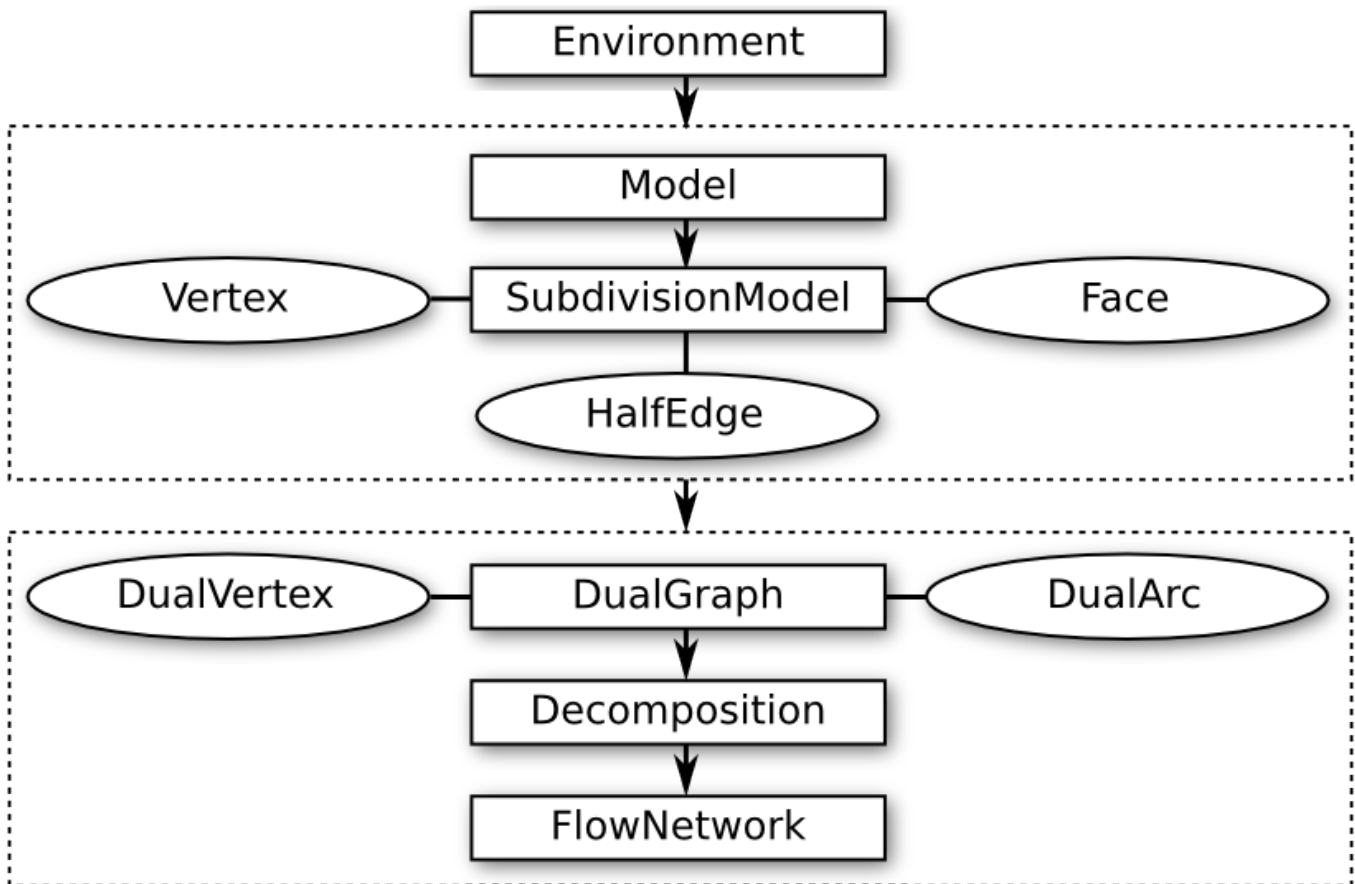 Environment
Model
Vertex
SubdivisionModel
Face
HalfEdge
DualVertex
DualGraph
DualArc
Decomposition
FlowNetwork